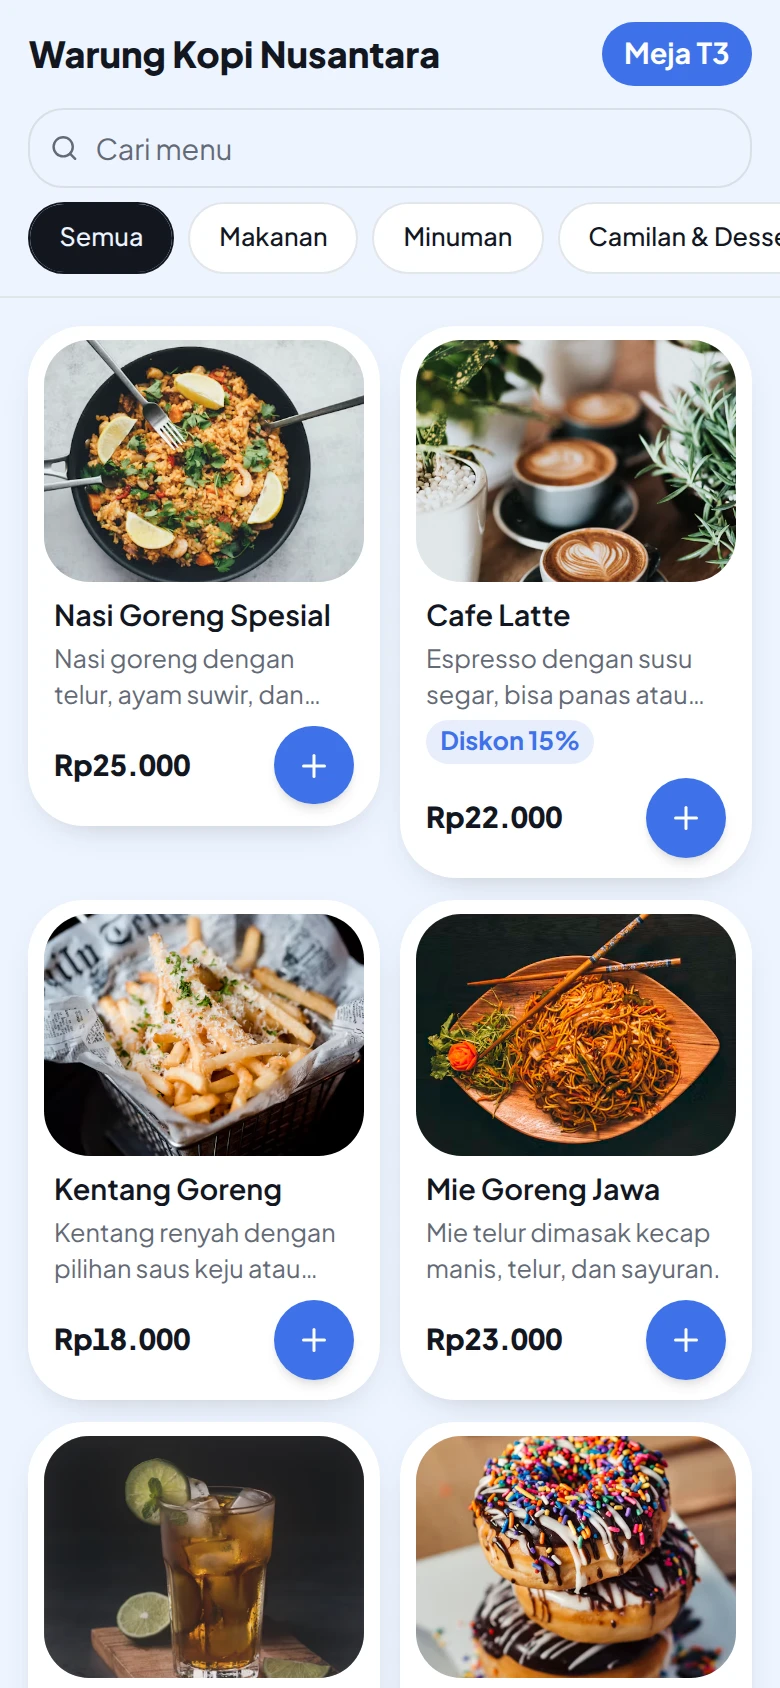 Warung Kopi Nusantara
Meja T3
Cari menu
Semua
Makanan
Minuman
Camilan & Desse
Nasi Goreng Spesial
Nasi goreng dengan
telur, ayam suwir, dan...
Rp25.000
Cafe Latte
Espresso dengan susu
segar, bisa panas atau...
Diskon 15%
Rp22.000
Kentang Goreng
Kentang renyah dengan
pilihan saus keju atau...
Rp18.000
Mie Goreng Jawa
Mie telur dimasak kecap
manis, telur, dan sayuran.
Rp23.000